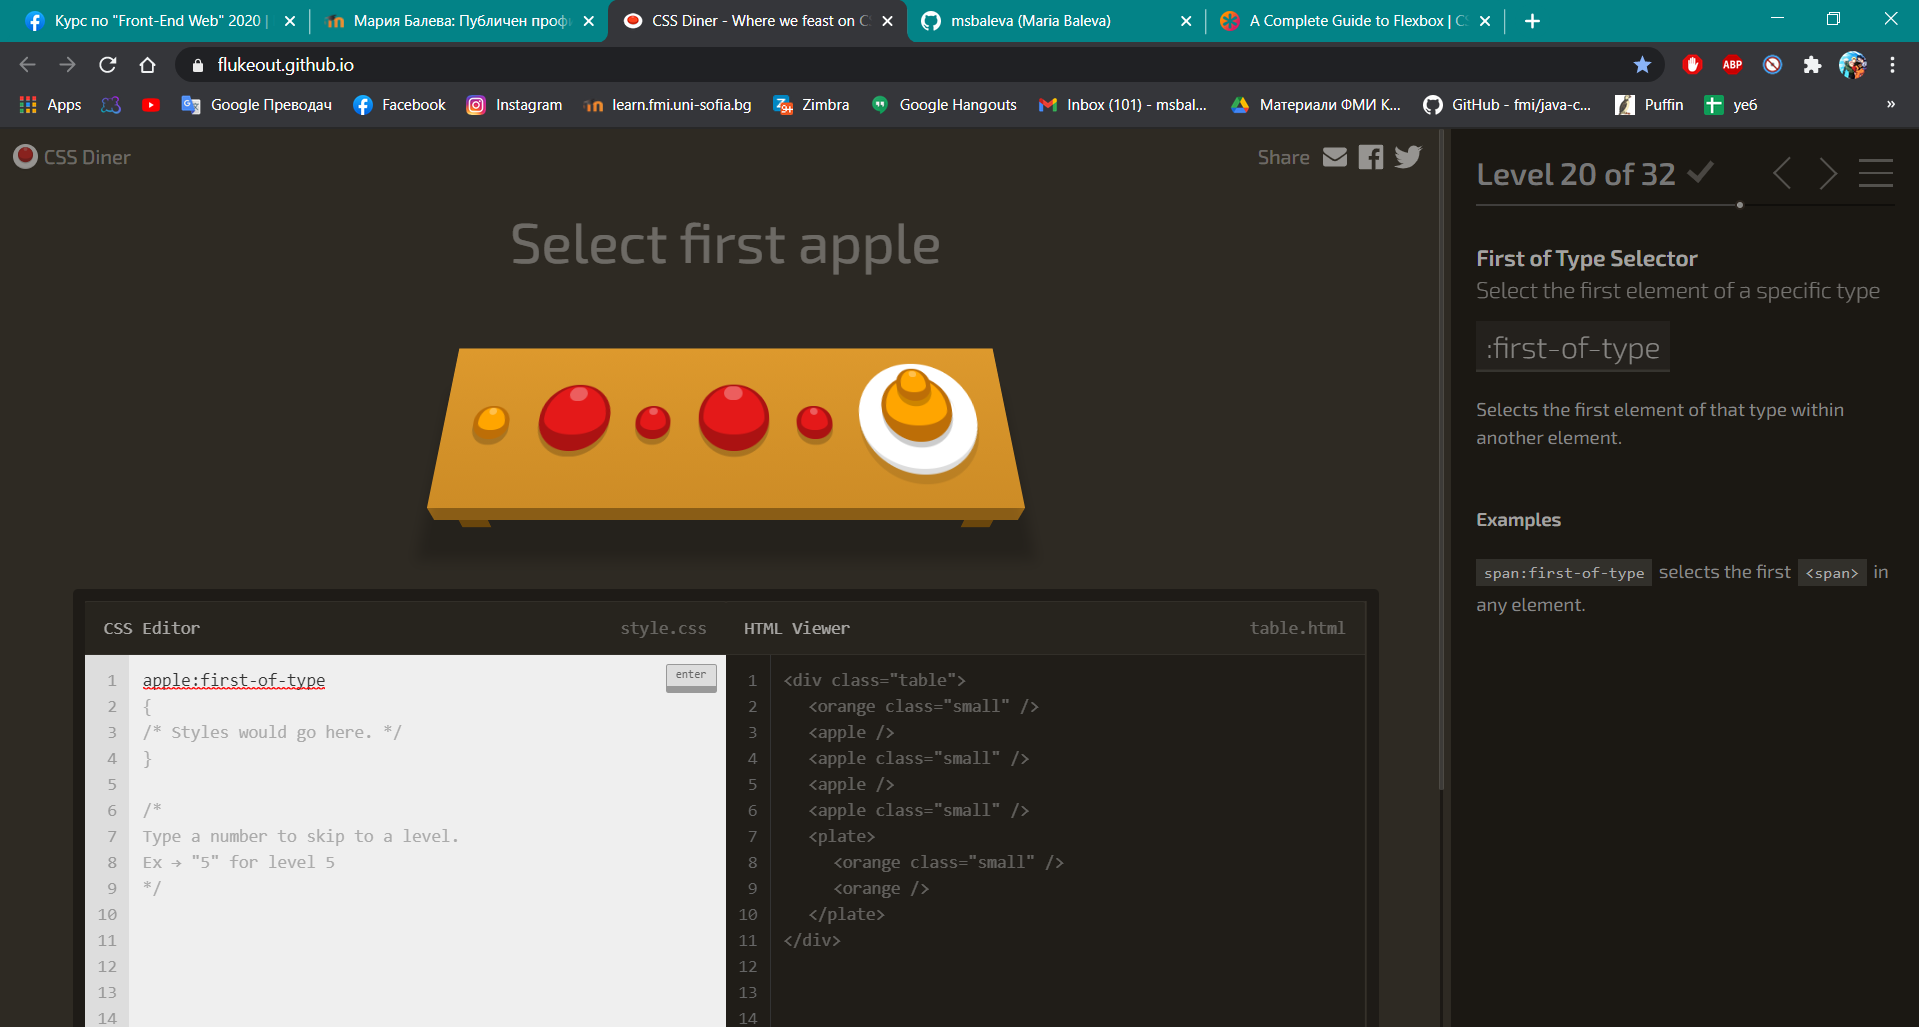 Курс по "Front-End Web" 2020 |
Мария Балева: Публичен проф
CSS Diner - Where we feast on C
msbaleva (Maria Baleva)
A Complete Guide to Flexbox | C
flukeout.github.io
ABP
Apps
Google Преводач
Facebook
Instagram
learn.fmi.uni-sofia.bg
Zimbra
Google Hangouts
Inbox (101) - msbal...
Материали ФМИ К...
GitHub - fmi/java-c...
Puffin
уеб
»
CSS Diner
Share
Select first apple
CSS Editor
style.css
HTML Viewer
table.html
enter
1 apple:first-of-type
2 {
3 /* Styles would go here. */
4 }
5
6 /*
7 Type a number to skip to a level.
8 Ex → "5" for level 5
9 */
10
11
12
13
14
1 <div class="table">
2 <orange class="small" />
3 <apple />
4 <apple class="small" />
5 <apple />
6 <apple class="small" />
7 <plate>
8 <orange class="small" />
9 <orange />
10 </plate>
11 </div>
12
13
14
Level 20 of 32
First of Type Selector
Select the first element of a specific type
:first-of-type
Selects the first element of that type within
another element.
Examples
span:first-of-type selects the first <span> in
any element.